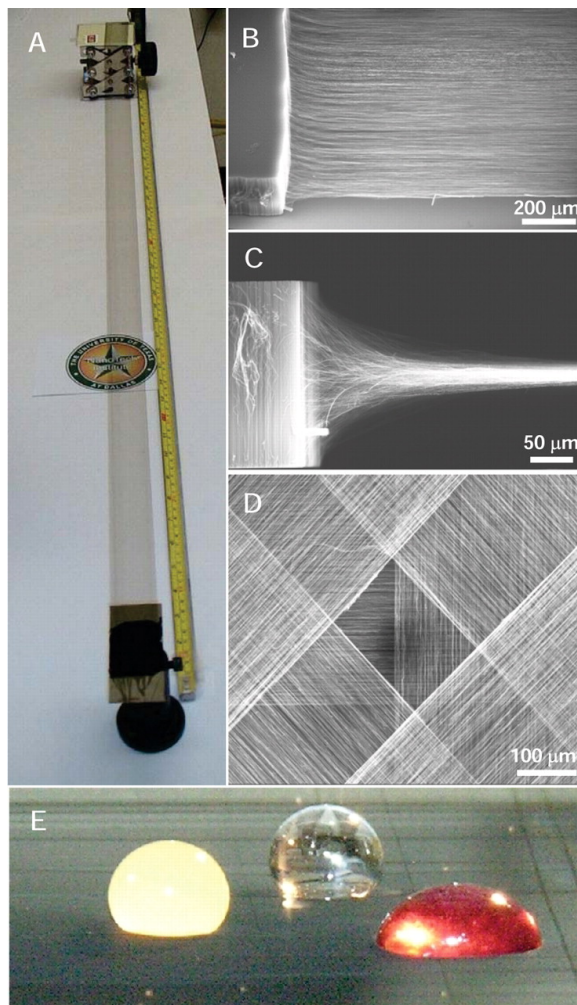 A
B
200 μm
C
50 μm
THE UNIVERSITY OF TEXAS
AT DALLAS
D
100 μm
E